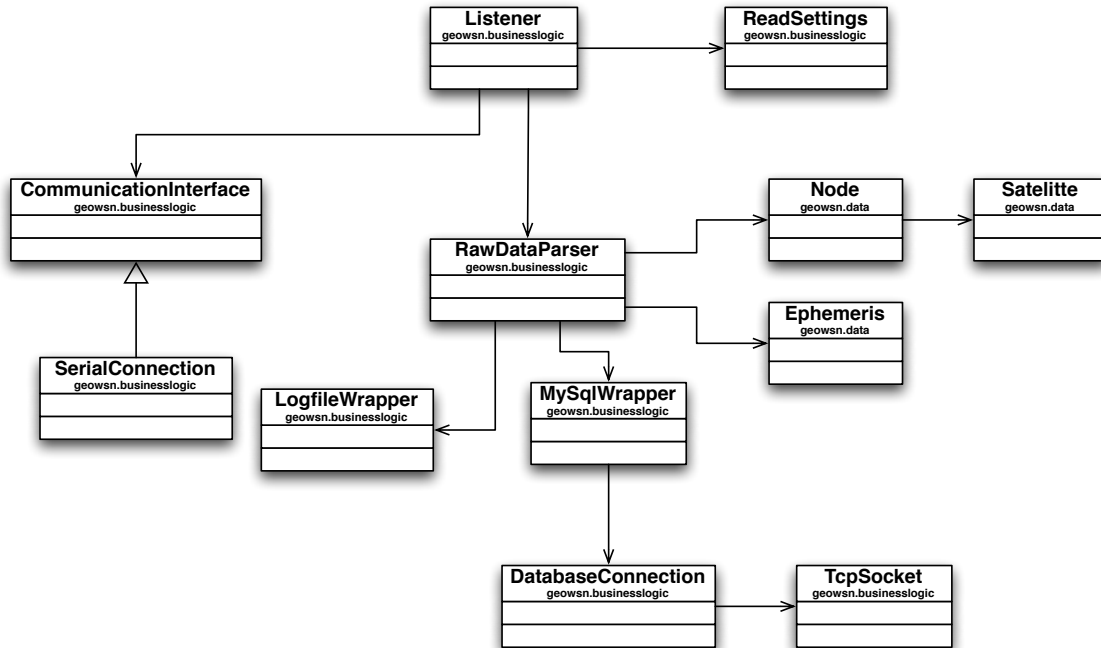 Listener
geowsn.businesslogic
ReadSettings
geowsn.businesslogic
CommunicationInterface
geowsn.businesslogic
Node
geowsn.data
Satelitte
geowsn.data
RawDataParser
geowsn.businesslogic
Ephemeris
geowsn.data
SerialConnection
geowsn.businesslogic
LogfileWrapper
geowsn.businesslogic
MySqlWrapper
geowsn.businesslogic
DatabaseConnection
geowsn.businesslogic
TcpSocket
geowsn.businesslogic